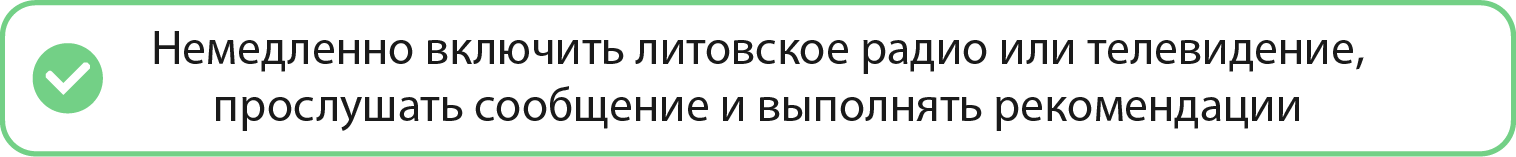 Немедленно включить литовское радио или телевидение,
прослушать сообщение и выполнять рекомендации